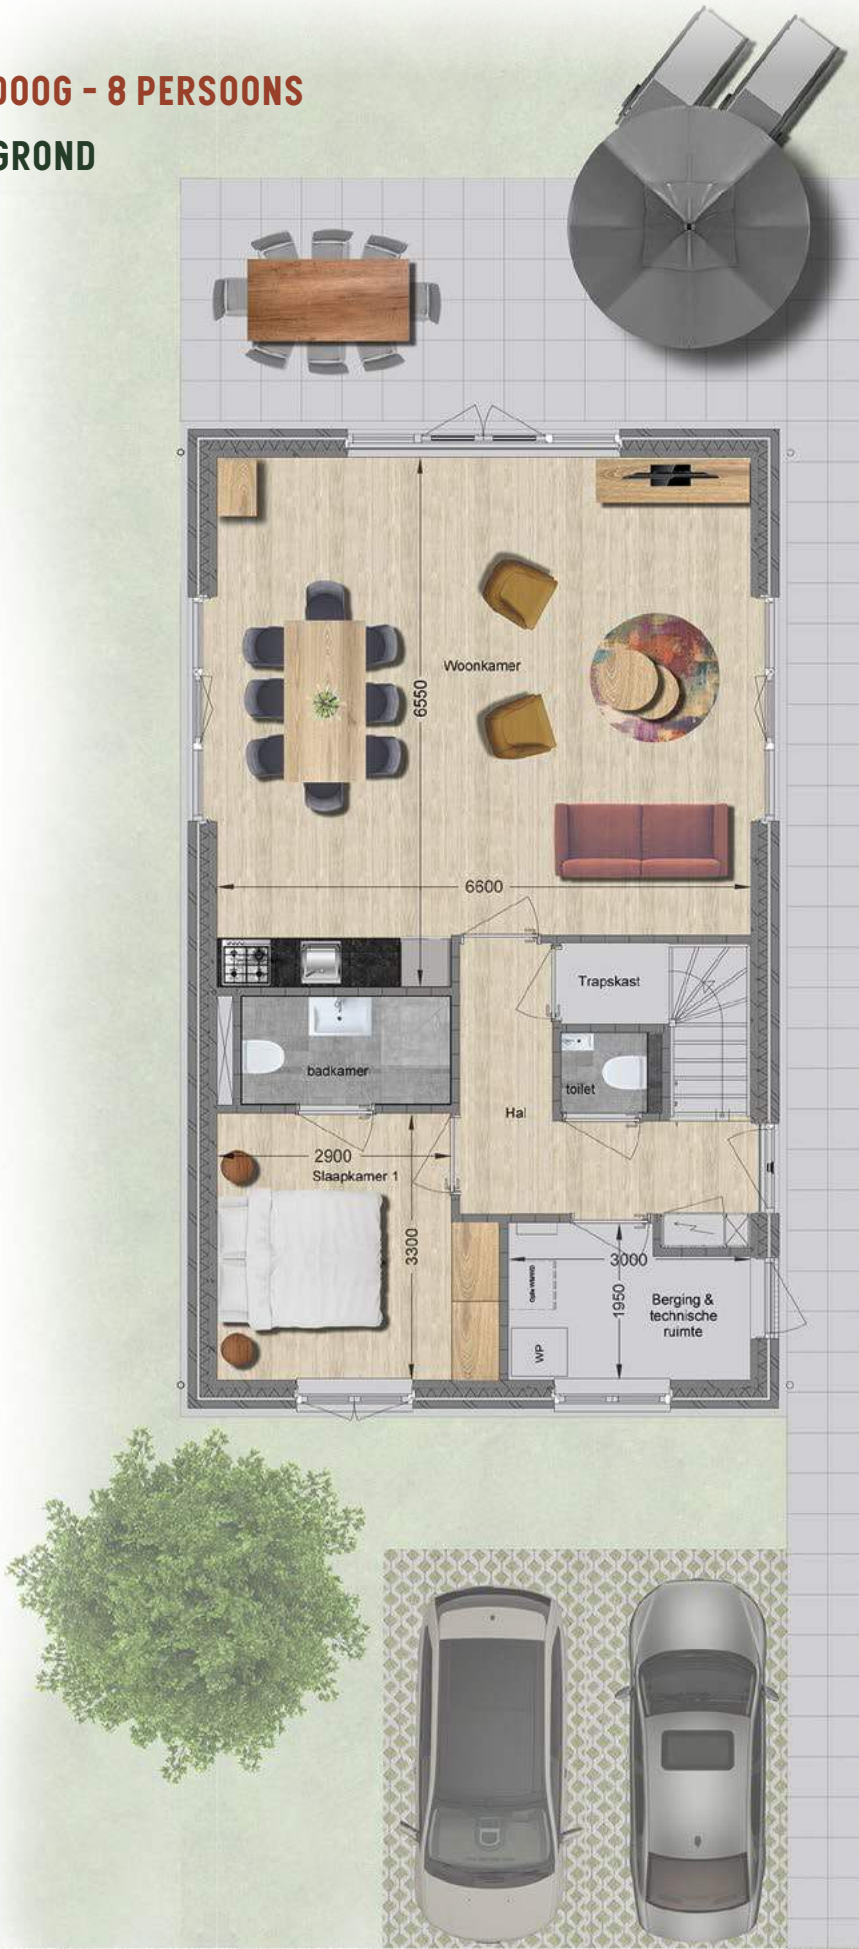 OOOG - 8 PERSOONS
GROND
Woonkamer
6550
6600
Trapskast
badkamer
toilet
Hal
2900
Slaapkamer 1
3300
3000
1950
Berging &
technische
ruimte
WP